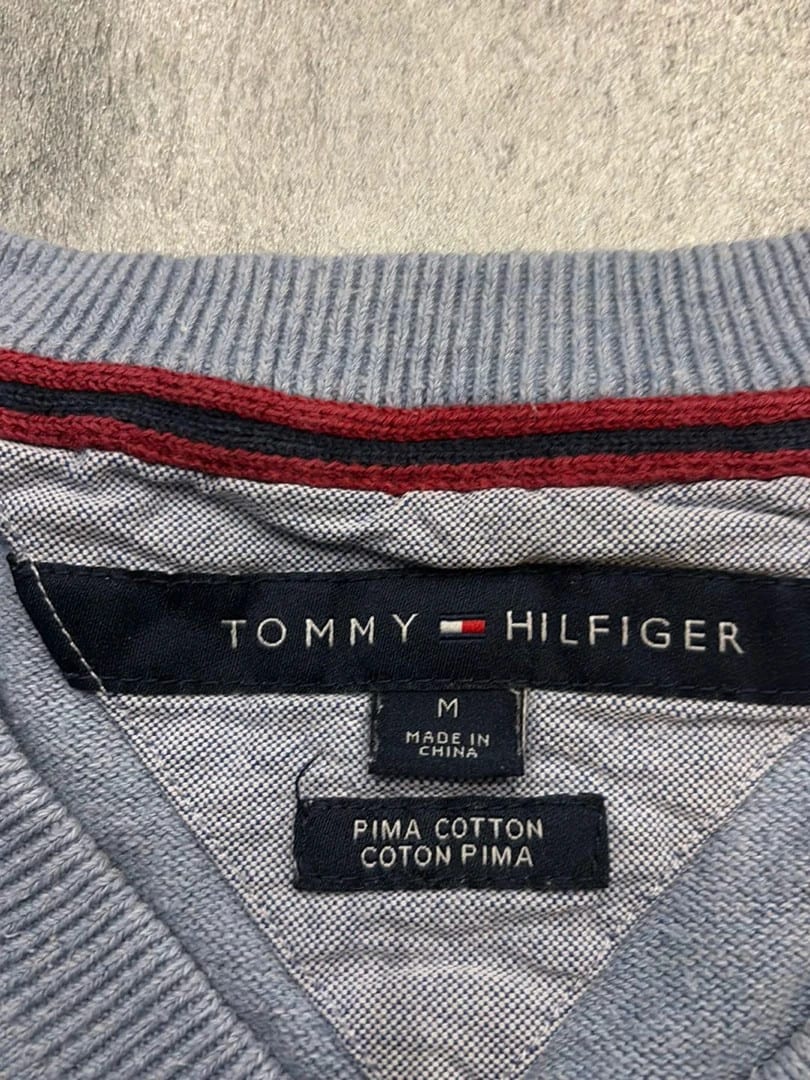 TOMMY HILFIGER
M
MADE IN
CHINA
PIMA COTTON
COTON PIMA